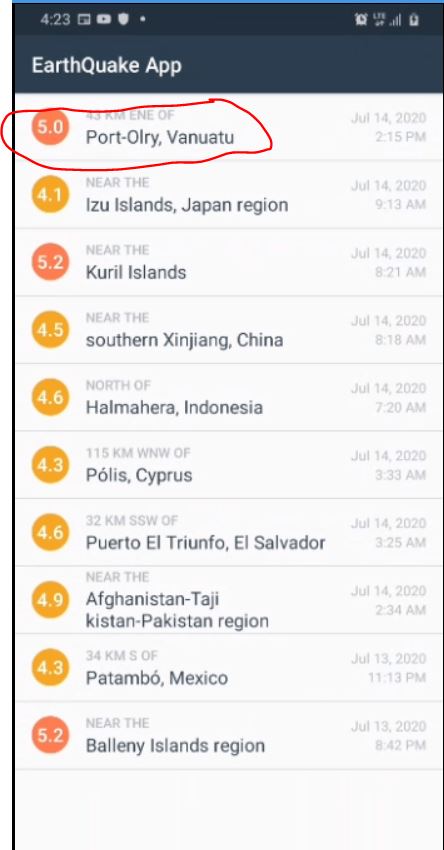 4:23
LTE
EarthQuake App
5.0
43 KM ENE OF
Port-Olry, Vanuatu
Jul 14, 2020
2:15 PM
4.1
NEAR THE
Izu Islands, Japan region
Jul 14, 2020
9:13 AM
5.2
NEAR THE
Kuril Islands
Jul 14, 2020
8:21 AM
4.5
NEAR THE
southern Xinjiang, China
Jul 14, 2020
8:18 AM
4.6
NORTH OF
Halmahera, Indonesia
Jul 14, 2020
7:20 AM
4.3
115 KM WNW OF
Pólis, Cyprus
Jul 14, 2020
3:33 AM
4.6
32 KM SSW OF
Puerto El Triunfo, El Salvador
Jul 14, 2020
3:25 AM
4.9
NEAR THE
Afghanistan-Taji
kistan-Pakistan region
Jul 14, 2020
2:34 AM
4.3
34 KM S OF
Patambó, Mexico
Jul 13, 2020
11:13 PM
5.2
NEAR THE
Balleny Islands region
Jul 13, 2020
8:42 PM